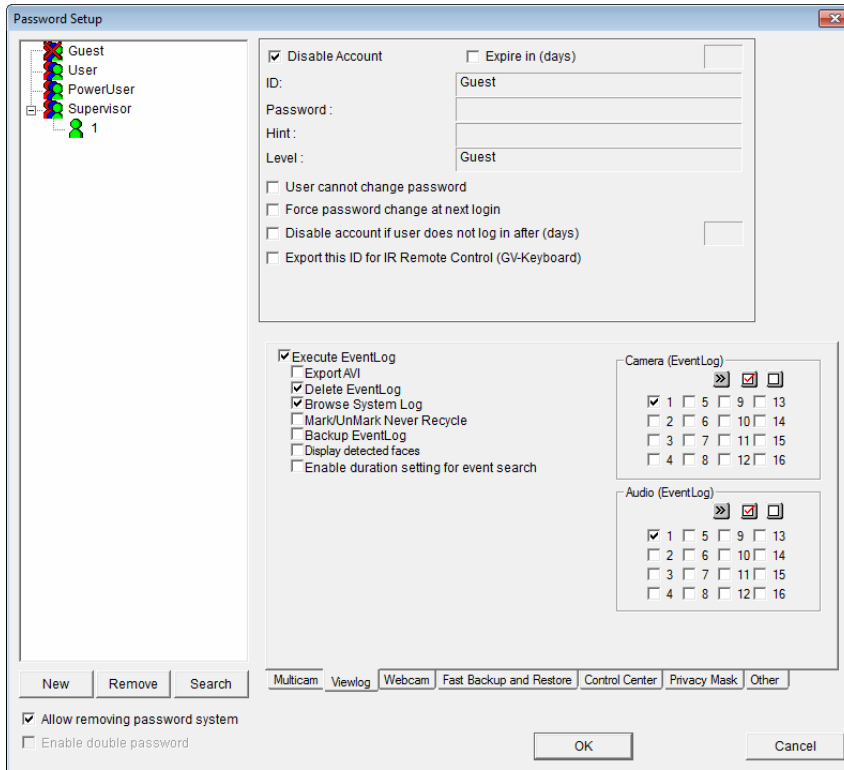 Password Setup
Guest
User
PowerUser
Supervisor
1
Disable Account
Expire in (days)
ID:
Guest
Password :
Hint :
Level :
Guest
User cannot change password
Force password change at next login
Disable account if user does not log in after (days)
Export this ID for IR Remote Control (GV-Keyboard)
Execute EventLog
Export AVI
Delete EventLog
Browse System Log
Mark/UnMark Never Recycle
Backup EventLog
Display detected faces
Enable duration setting for event search
Camera (EventLog)
1 5 9 13
2 6 10 14
3 7 11 15
4 8 12 16
Audio (EventLog)
1 5 9 13
2 6 10 14
3 7 11 15
4 8 12 16
Multicam Viewlog Webcam Fast Backup and Restore Control Center Privacy Mask Other
New Remove Search
Allow removing password system
Enable double password
OK Cancel